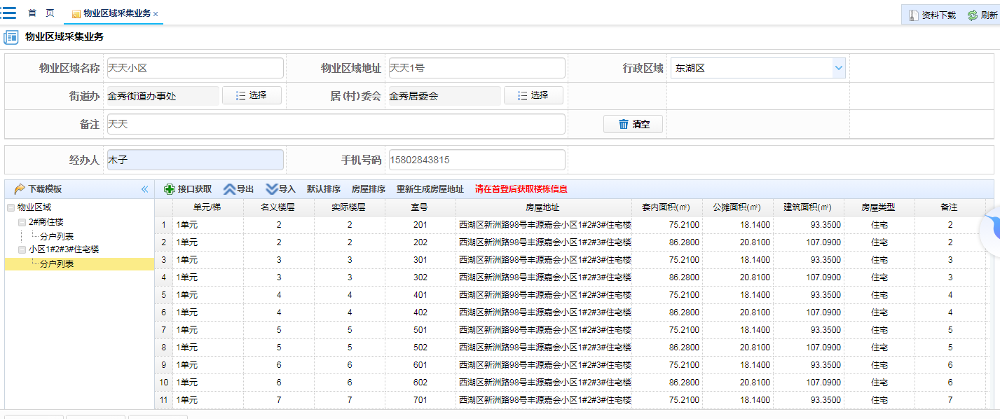 首 页 物业区域采集业务 × 资料下载 刷新
物业区域采集业务
物业区域名称 天天小区 物业区域地址 天天1号 行政区域 东湖区
街道办 金秀街道办事处 选择 居(村)委会 金秀居委会 选择
备注 天天 清空
经办人 木子 手机号码 15802843815
下载模板 « 接口获取 导出 导入 默认排序 房屋排序 重新生成房屋地址 请在首登后获取楼栋信息
物业区域
2#商住楼
分户列表
小区1#2#3#住宅楼
分户列表
单元/梯 名义楼层 实际楼层 室号 房屋地址 套内面积(㎡) 公摊面积(㎡) 建筑面积(㎡) 房屋类型 备注
1 1单元 2 2 201 西湖区新洲路98号丰源嘉会小区1#2#3#住宅楼 75.2100 18.1400 93.3500 住宅 2
2 1单元 2 2 202 西湖区新洲路98号丰源嘉会小区1#2#3#住宅楼 86.2800 20.8100 107.0900 住宅 2
3 1单元 3 3 301 西湖区新洲路98号丰源嘉会小区1#2#3#住宅楼 75.2100 18.1400 93.3500 住宅 3
4 1单元 3 3 302 西湖区新洲路98号丰源嘉会小区1#2#3#住宅楼 86.2800 20.8100 107.0900 住宅 3
5 1单元 4 4 401 西湖区新洲路98号丰源嘉会小区1#2#3#住宅楼 75.2100 18.1400 93.3500 住宅 4
6 1单元 4 4 402 西湖区新洲路98号丰源嘉会小区1#2#3#住宅楼 86.2800 20.8100 107.0900 住宅 4
7 1单元 5 5 501 西湖区新洲路98号丰源嘉会小区1#2#3#住宅楼 75.2100 18.1400 93.3500 住宅 5
8 1单元 5 5 502 西湖区新洲路98号丰源嘉会小区1#2#3#住宅楼 86.2800 20.8100 107.0900 住宅 5
9 1单元 6 6 601 西湖区新洲路98号丰源嘉会小区1#2#3#住宅楼 75.2100 18.1400 93.3500 住宅 6
10 1单元 6 6 602 西湖区新洲路98号丰源嘉会小区1#2#3#住宅楼 86.2800 20.8100 107.0900 住宅 6
11 1单元 7 7 701 西湖区新洲路98号丰源嘉会小区1#2#3#住宅楼 75.2100 18.1400 93.3500 住宅 7